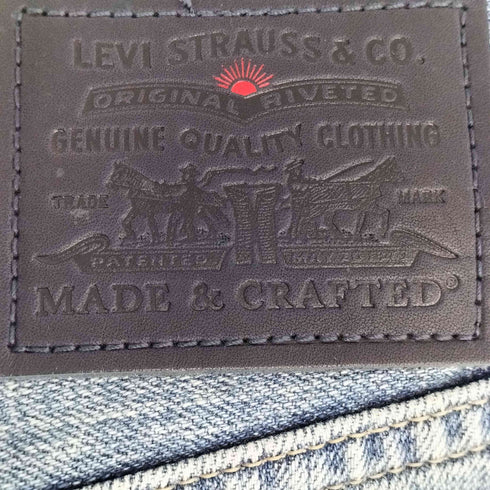 LEVI STRAUSS & CO.
ORIGINAL RIVETED
GENUINE QUALITY CLOTHING
TRADE MARK
PATENTED MAY 20 1873
MADE & CRAFTED®